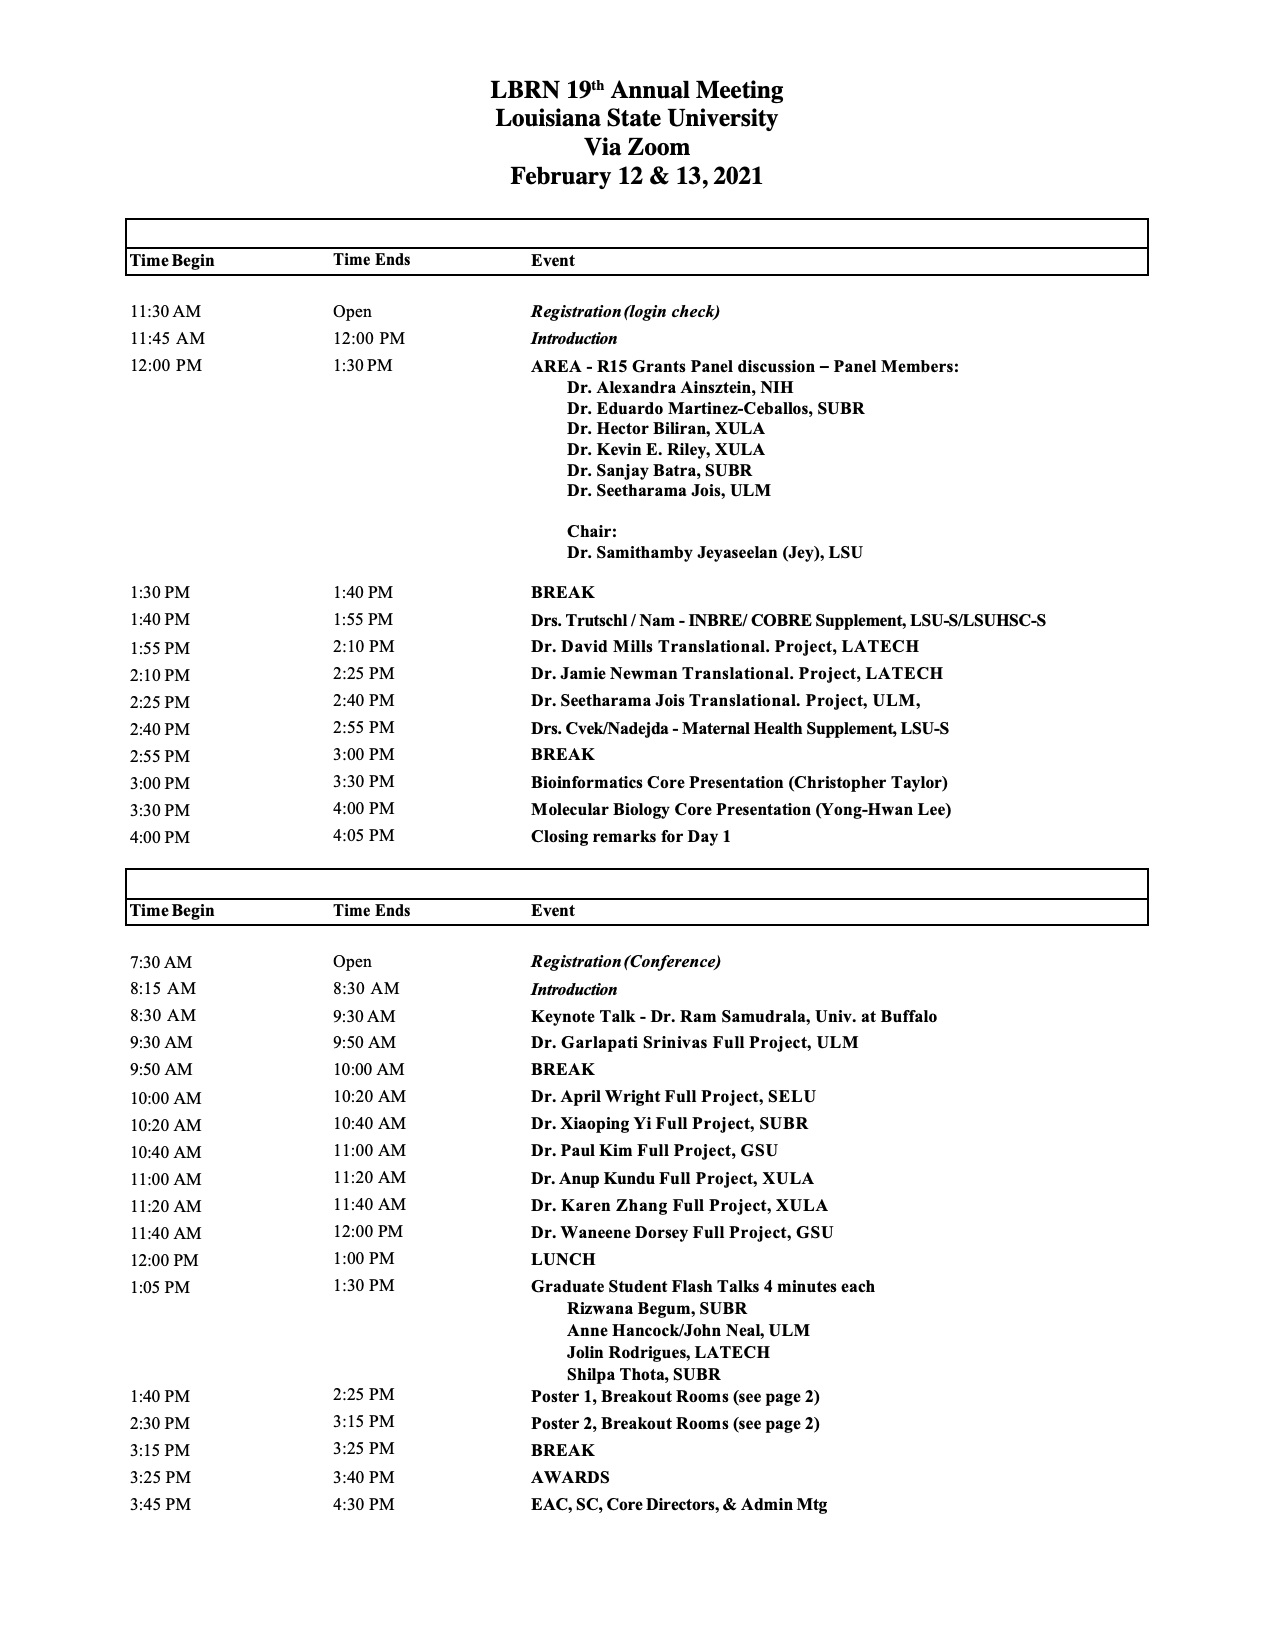 LBRN 19th Annual Meeting
Louisiana State University
Via Zoom
February 12 & 13, 2021
Time Begin Time Ends Event
11:30 AM Open Registration (login check)
11:45 AM 12:00 PM Introduction
12:00 PM 1:30 PM AREA - R15 Grants Panel discussion – Panel Members:
Dr. Alexandra Ainsztein, NIH
Dr. Eduardo Martinez-Ceballos, SUBR
Dr. Hector Biliran, XULA
Dr. Kevin E. Riley, XULA
Dr. Sanjay Batra, SUBR
Dr. Seetharama Jois, ULM
Chair:
Dr. Samithamby Jeyaseelan (Jey), LSU
1:30 PM 1:40 PM BREAK
1:40 PM 1:55 PM Drs. Trutschl / Nam - INBRE/ COBRE Supplement, LSU-S/LSUHSC-S
1:55 PM 2:10 PM Dr. David Mills Translational. Project, LATECH
2:10 PM 2:25 PM Dr. Jamie Newman Translational. Project, LATECH
2:25 PM 2:40 PM Dr. Seetharama Jois Translational. Project, ULM,
2:40 PM 2:55 PM Drs. Cvek/Nadejda - Maternal Health Supplement, LSU-S
2:55 PM 3:00 PM BREAK
3:00 PM 3:30 PM Bioinformatics Core Presentation (Christopher Taylor)
3:30 PM 4:00 PM Molecular Biology Core Presentation (Yong-Hwan Lee)
4:00 PM 4:05 PM Closing remarks for Day 1
Time Begin Time Ends Event
7:30 AM Open Registration (Conference)
8:15 AM 8:30 AM Introduction
8:30 AM 9:30 AM Keynote Talk - Dr. Ram Samudrala, Univ. at Buffalo
9:30 AM 9:50 AM Dr. Garlapati Srinivas Full Project, ULM
9:50 AM 10:00 AM BREAK
10:00 AM 10:20 AM Dr. April Wright Full Project, SELU
10:20 AM 10:40 AM Dr. Xiaoping Yi Full Project, SUBR
10:40 AM 11:00 AM Dr. Paul Kim Full Project, GSU
11:00 AM 11:20 AM Dr. Anup Kundu Full Project, XULA
11:20 AM 11:40 AM Dr. Karen Zhang Full Project, XULA
11:40 AM 12:00 PM Dr. Waneene Dorsey Full Project, GSU
12:00 PM 1:00 PM LUNCH
1:05 PM 1:30 PM Graduate Student Flash Talks 4 minutes each
Rizwana Begum, SUBR
Anne Hancock/John Neal, ULM
Jolin Rodrigues, LATECH
Shilpa Thota, SUBR
1:40 PM 2:25 PM Poster 1, Breakout Rooms (see page 2)
2:30 PM 3:15 PM Poster 2, Breakout Rooms (see page 2)
3:15 PM 3:25 PM BREAK
3:25 PM 3:40 PM AWARDS
3:45 PM 4:30 PM EAC, SC, Core Directors, & Admin Mtg